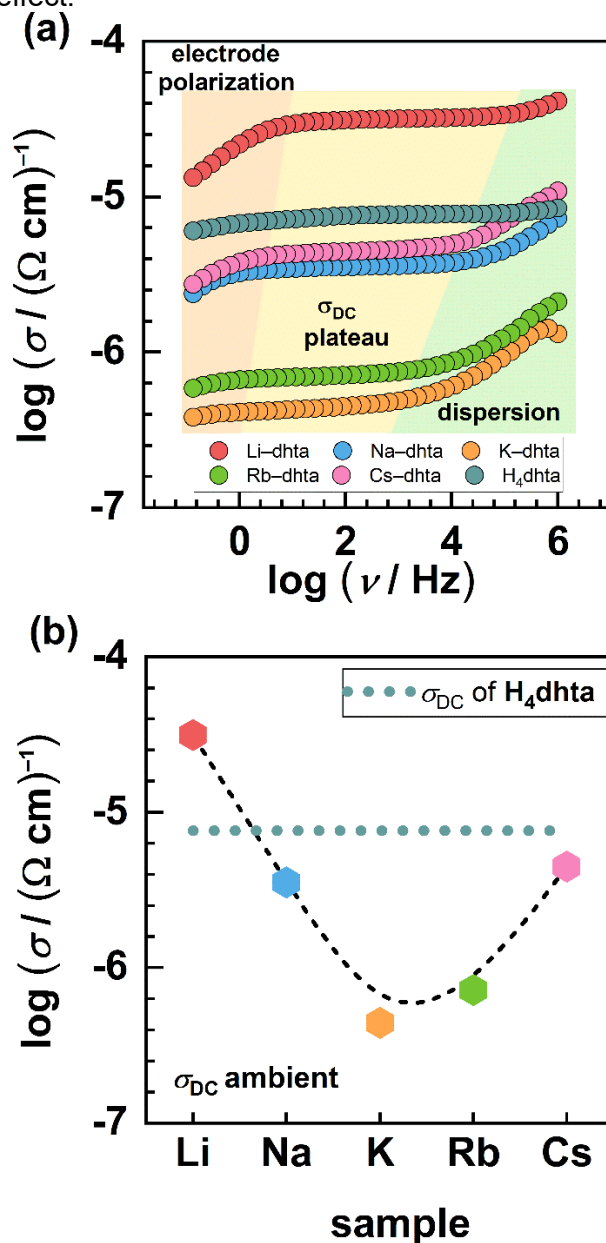 effect.
(a)
-4
electrode
polarization
-5
σDC
plateau
-6
dispersion
Li–dhta Na–dhta K–dhta
Rb–dhta Cs–dhta H₄dhta
-7
0 2 4 6
log (ν / Hz)
log (σ / (Ω cm)⁻¹
(b)
-4
σDC of H₄dhta
-5
-6
σDC ambient
-7
Li Na K Rb Cs
sample
log (σ / (Ω cm)⁻¹